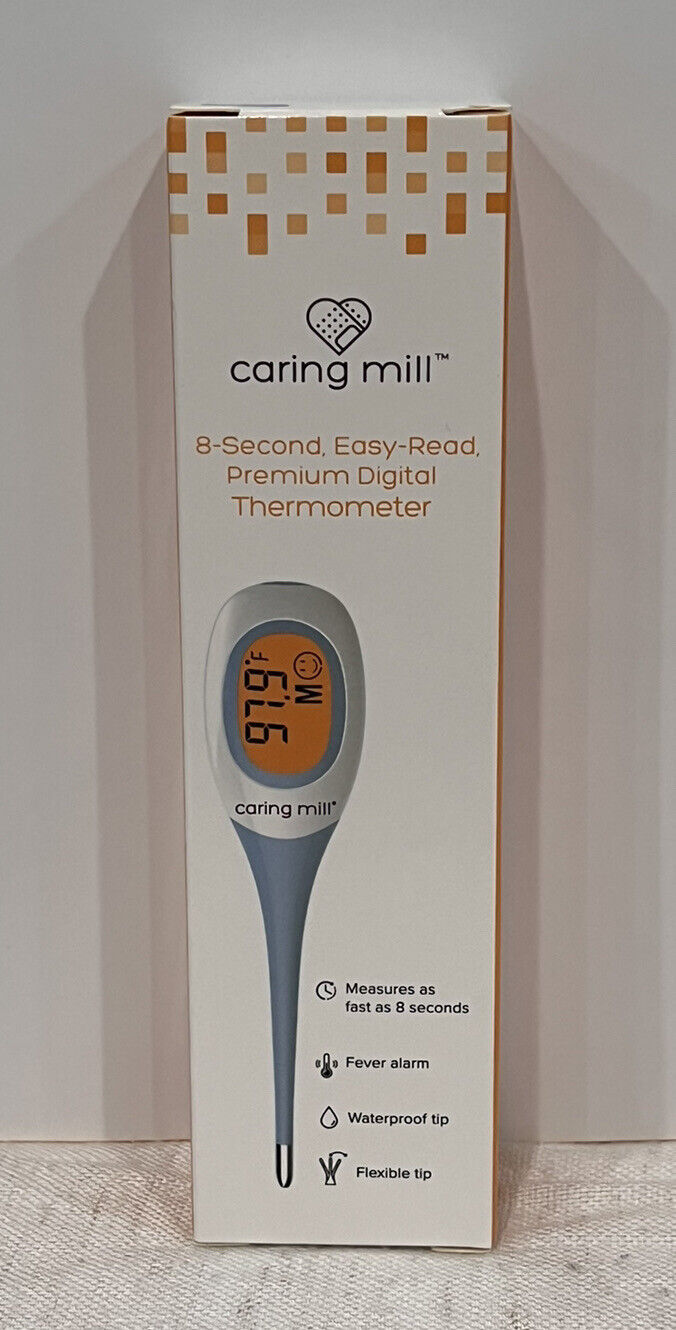 caring mill™
8-Second, Easy-Read,
Premium Digital
Thermometer
97.9°F
M
caring mill®
Measures as
fast as 8 seconds
Fever alarm
Waterproof tip
Flexible tip